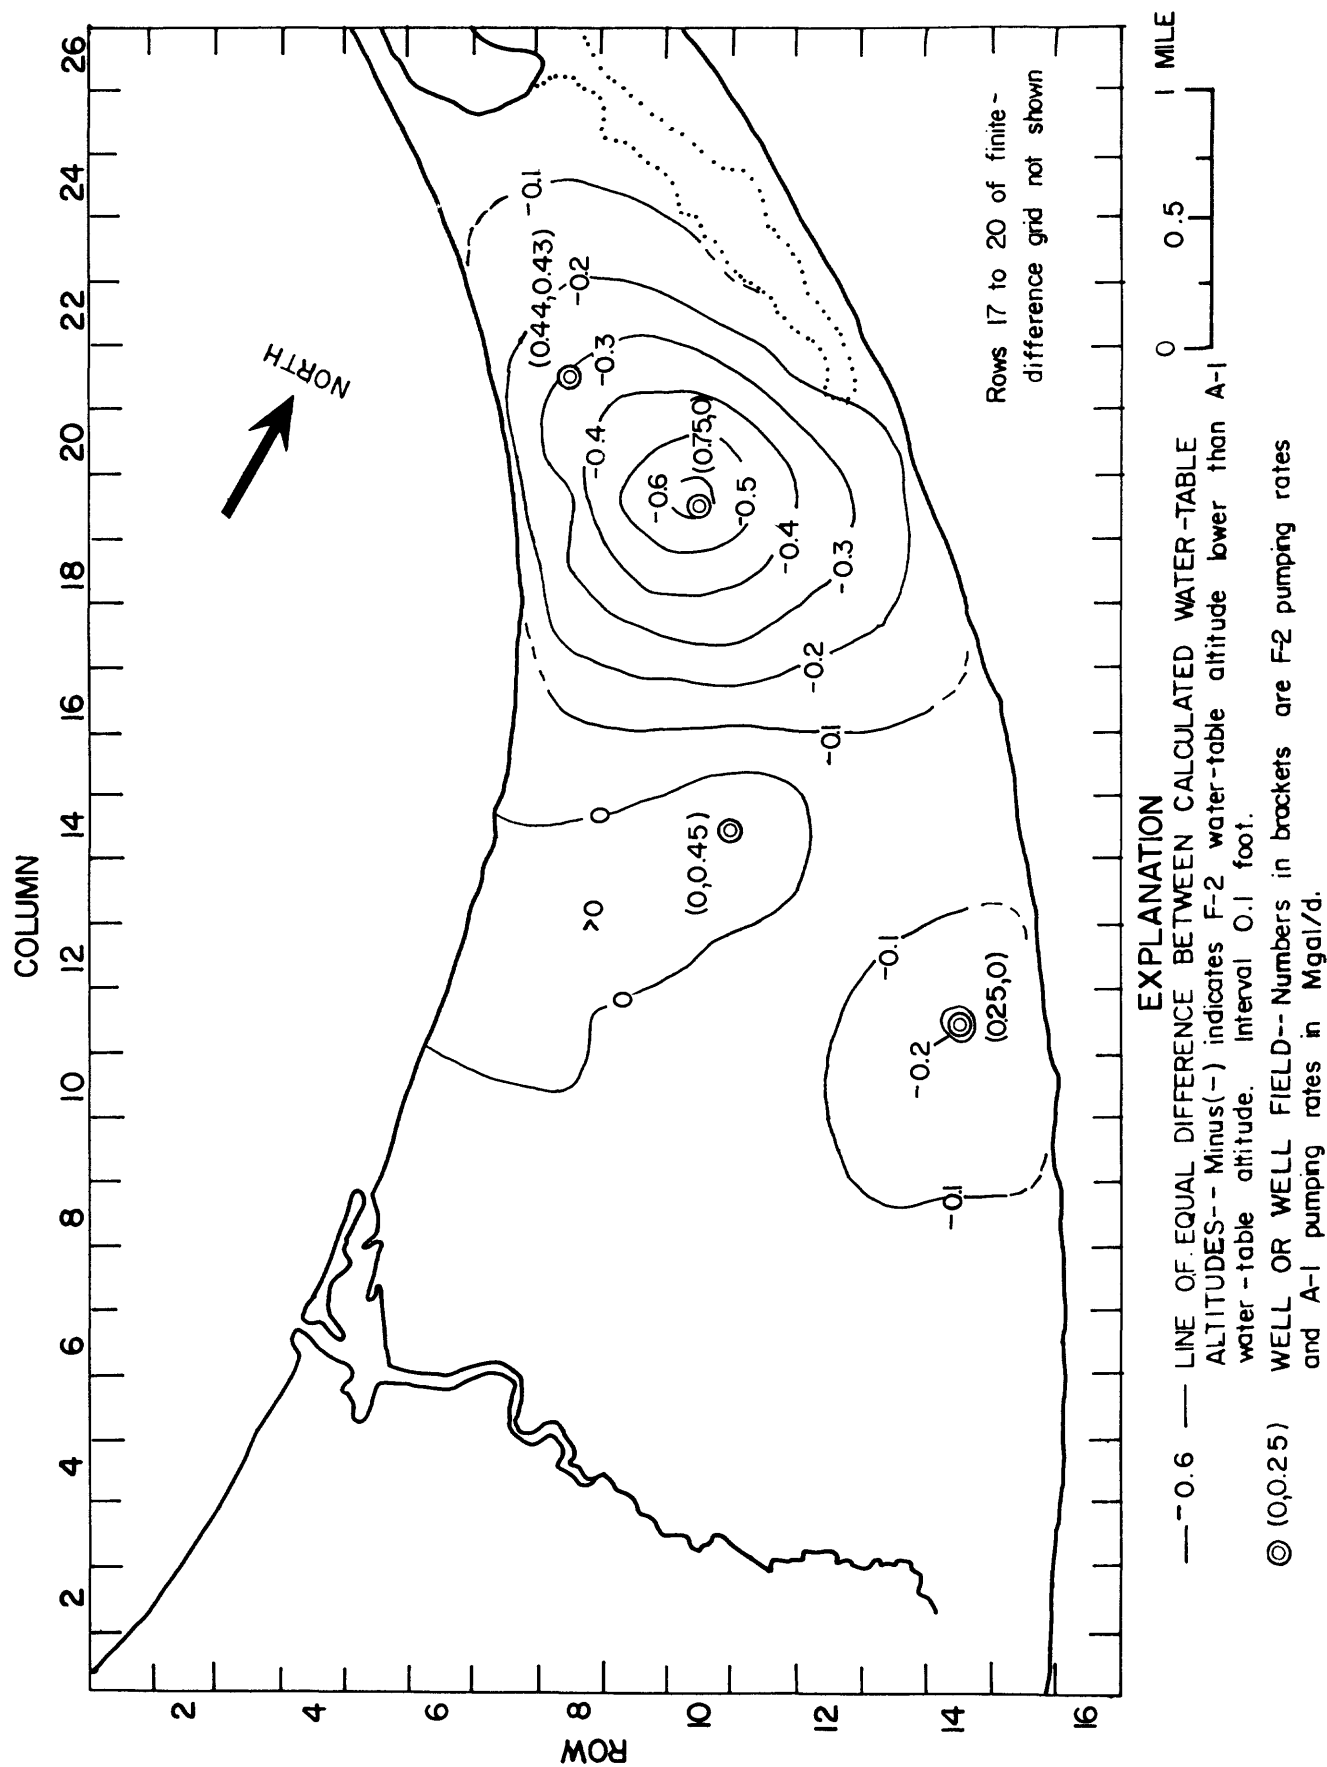 COLUMN
2 4 6 8 10 12 14 16 18 20 22 24 26
ROW
2
4
6
8
10
12
14
16
NORTH
>0
0
0
(0,0.45)
-0.1
-0.2
(0.25,0)
-0.1
-0.1
-0.2
-0.3
-0.4
-0.5
-0.6
(0.75,0)
-0.4
-0.3
(0.44,0.43)
-0.2
-0.1
Rows 17 to 20 of finite-
difference grid not shown
0 0.5 1 MILE
EXPLANATION
—-0.6 — LINE OF EQUAL DIFFERENCE BETWEEN CALCULATED WATER-TABLE
ALTITUDES--Minus(-) indicates F-2 water-table altitude lower than A-1
water-table altitude. Interval 0.1 foot.
(0,0.25) WELL OR WELL FIELD--Numbers in brackets are F-2 pumping rates
and A-1 pumping rates in Mgal/d.